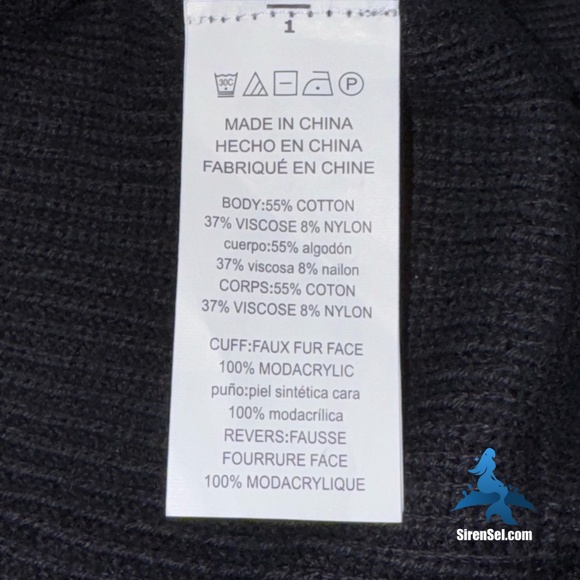 1
30C
P
MADE IN CHINA
HECHO EN CHINA
FABRIQUÉ EN CHINE
BODY:55% COTTON
37% VISCOSE 8% NYLON
cuerpo:55% algodón
37% viscosa 8% nailon
CORPS:55% COTON
37% VISCOSE 8% NYLON
CUFF:FAUX FUR FACE
100% MODACRYLIC
puño:piel sintética cara
100% modacrílica
REVERS:FAUSSE
FOURRURE FACE
100% MODACRYLIQUE
SirenSel.com